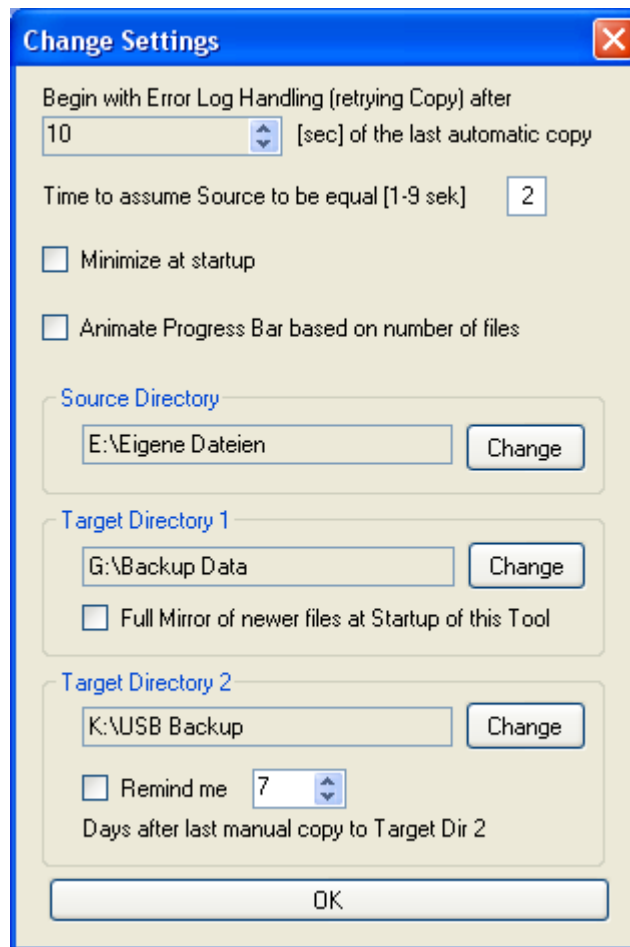 Change Settings
Begin with Error Log Handling (retrying Copy) after
10 [sec] of the last automatic copy
Time to assume Source to be equal [1-9 sek] 2
Minimize at startup
Animate Progress Bar based on number of files
Source Directory
E:\Eigene Dateien Change
Target Directory 1
G:\Backup Data Change
Full Mirror of newer files at Startup of this Tool
Target Directory 2
K:\USB Backup Change
Remind me 7
Days after last manual copy to Target Dir 2
OK